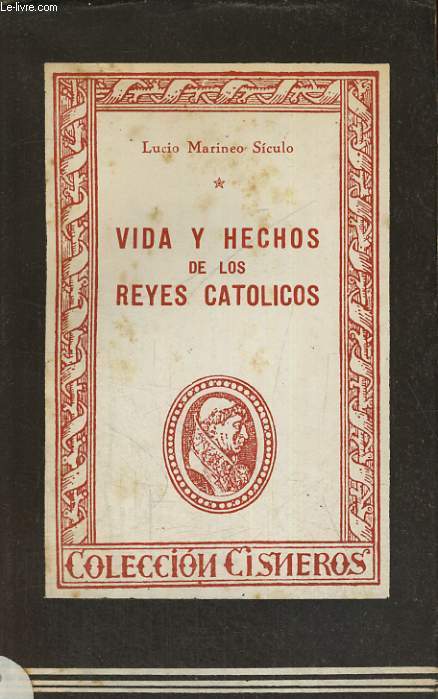 Le-livre.com
Lucio Marineo Sículo
VIDA Y HECHOS
DE LOS
REYES CATOLICOS
COLECCIÓN CISNEROS